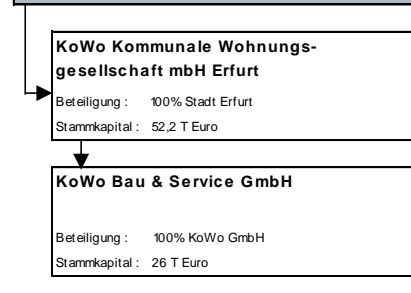 KoWo Kommunale Wohnungs-
gesellschaft mbH Erfurt
Beteiligung : 100% Stadt Erfurt
Stammkapital : 52,2 T Euro
KoWo Bau & Service GmbH
Beteiligung : 100% KoWo GmbH
Stammkapital : 26 T Euro